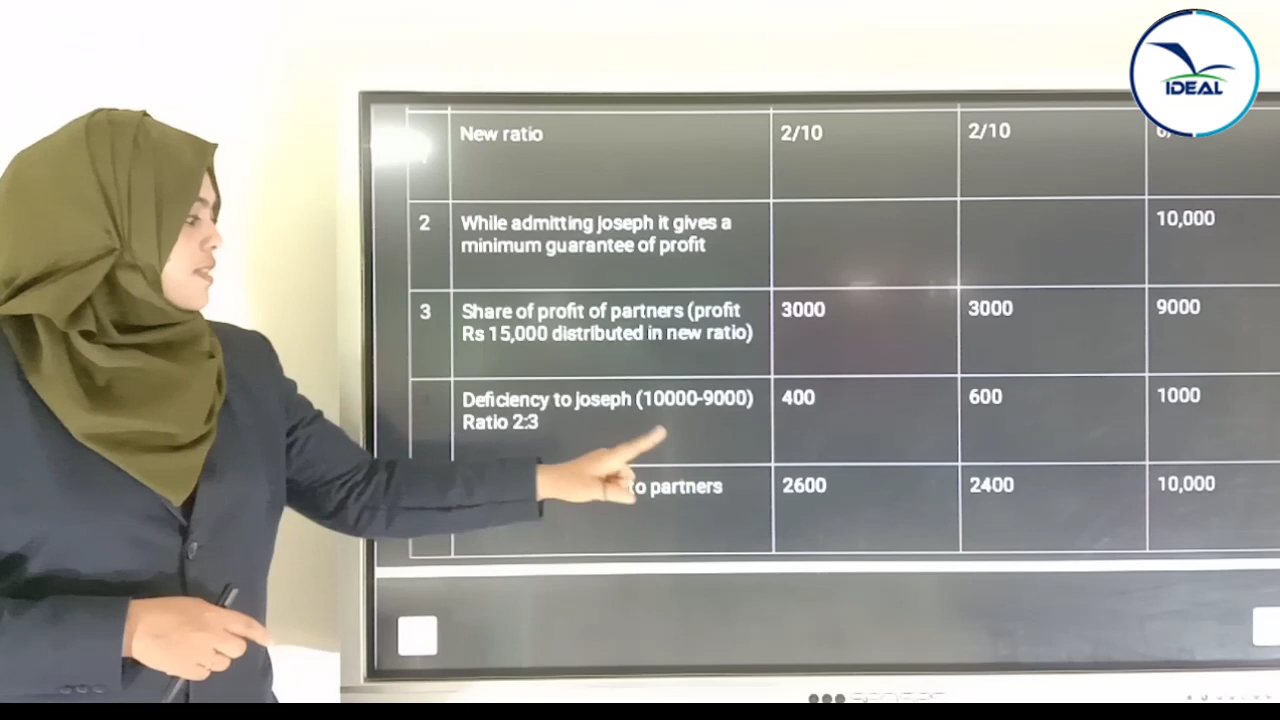 IDEAL
New ratio 2/10 2/10
2 While admitting joseph it gives a 10,000
minimum guarantee of profit
3 Share of profit of partners (profit 3000 3000 9000
Rs 15,000 distributed in new ratio)
Deficiency to joseph (10000-9000) 400 600 1000
Ratio 2:3
to partners 2600 2400 10,000